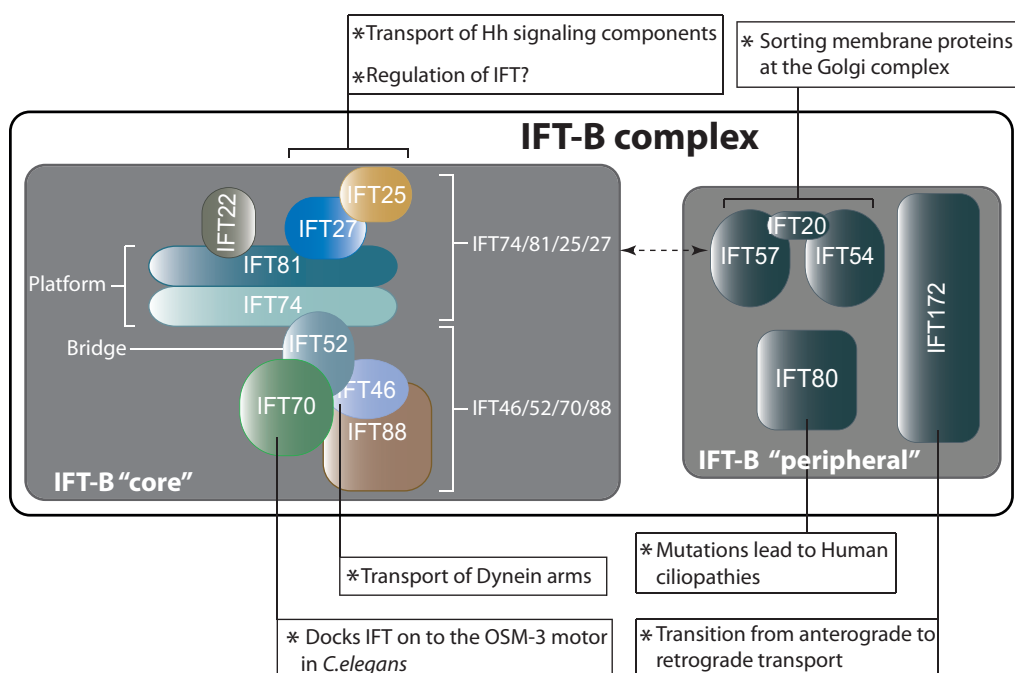 *Transport of Hh signaling components
*Regulation of IFT?
* Sorting membrane proteins
at the Golgi complex
IFT-B complex
IFT22
IFT25
IFT27
IFT81
IFT74
Platform
IFT74/81/25/27
Bridge
IFT52
IFT46
IFT70
IFT88
IFT46/52/70/88
IFT-B "core"
IFT20
IFT57
IFT54
IFT172
IFT80
IFT-B "peripheral"
*Transport of Dynein arms
* Mutations lead to Human
ciliopathies
* Docks IFT on to the OSM-3 motor
in C.elegans
* Transition from anterograde to
retrograde transport